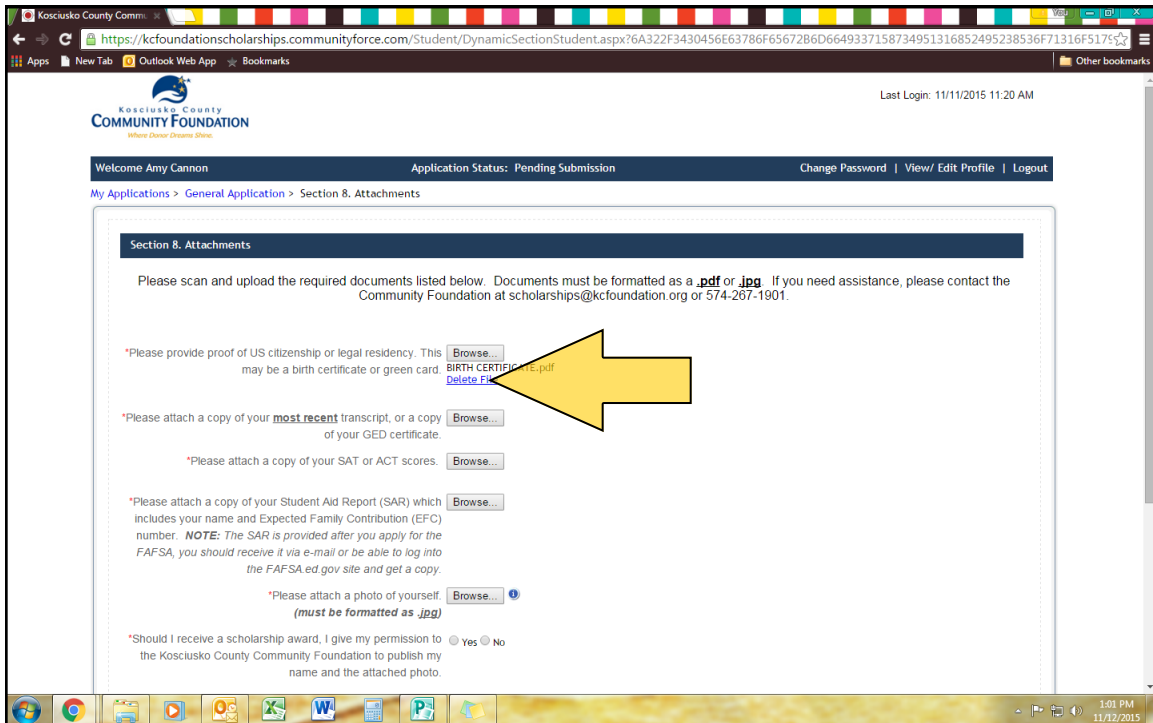 Kosciusko County Commu
You
https://kcfoundationscholarships.communityforce.com/Student/DynamicSectionStudent.aspx?6A322F3430456E63786F65672B6D6649337158734951316852495238536F71316F5179
Apps New Tab Outlook Web App Bookmarks Other bookmarks
Kosciusko County
COMMUNITY FOUNDATION
Where Donor Dreams Shine.
Last Login: 11/11/2015 11:20 AM
Welcome Amy Cannon Application Status: Pending Submission Change Password | View/ Edit Profile | Logout
My Applications > General Application > Section 8. Attachments
Section 8. Attachments
Please scan and upload the required documents listed below. Documents must be formatted as a .pdf or .jpg. If you need assistance, please contact the
Community Foundation at scholarships@kcfoundation.org or 574-267-1901.
*Please provide proof of US citizenship or legal residency. This Browse...
may be a birth certificate or green card. BIRTH CERTIFICATE.pdf
Delete File
*Please attach a copy of your most recent transcript, or a copy Browse...
of your GED certificate.
*Please attach a copy of your SAT or ACT scores. Browse...
*Please attach a copy of your Student Aid Report (SAR) which Browse...
includes your name and Expected Family Contribution (EFC)
number. NOTE: The SAR is provided after you apply for the
FAFSA, you should receive it via e-mail or be able to log into
the FAFSA.ed.gov site and get a copy.
*Please attach a photo of yourself. Browse...
(must be formatted as .jpg)
*Should I receive a scholarship award, I give my permission to Yes No
the Kosciusko County Community Foundation to publish my
name and the attached photo.
1:01 PM
11/12/2015